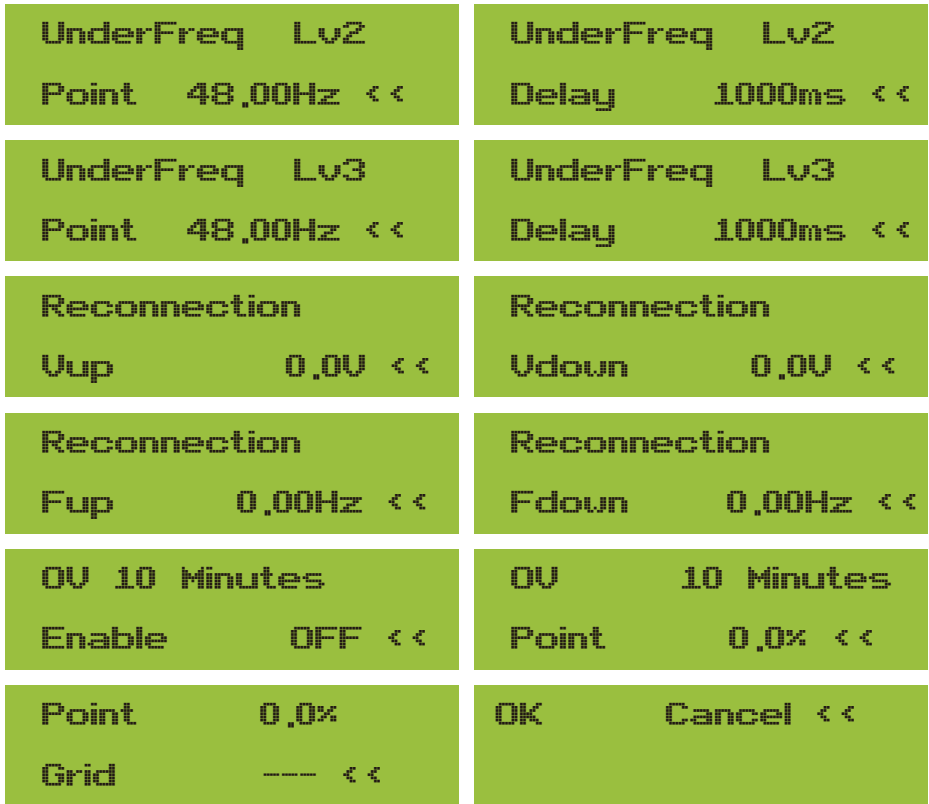 UnderFreq Lv2
Point 48.00Hz <<
UnderFreq Lv2
Delay 1000ms <<
UnderFreq Lv3
Point 48.00Hz <<
UnderFreq Lv3
Delay 1000ms <<
Reconnection
Vup 0.0V <<
Reconnection
Vdown 0.0V <<
Reconnection
Fup 0.00Hz <<
Reconnection
Fdown 0.00Hz <<
OV 10 Minutes
Enable OFF <<
OV 10 Minutes
Point 0.0% <<
Point 0.0%
Grid --- <<
OK Cancel <<